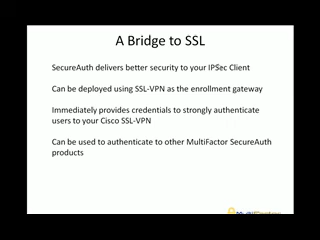 A Bridge to SSL
SecureAuth delivers better security to your IPSec Client
Can be deployed using SSL-VPN as the enrollment gateway
Immediately provides credentials to strongly authenticate
users to your Cisco SSL-VPN
Can be used to authenticate to other MultiFactor SecureAuth
products